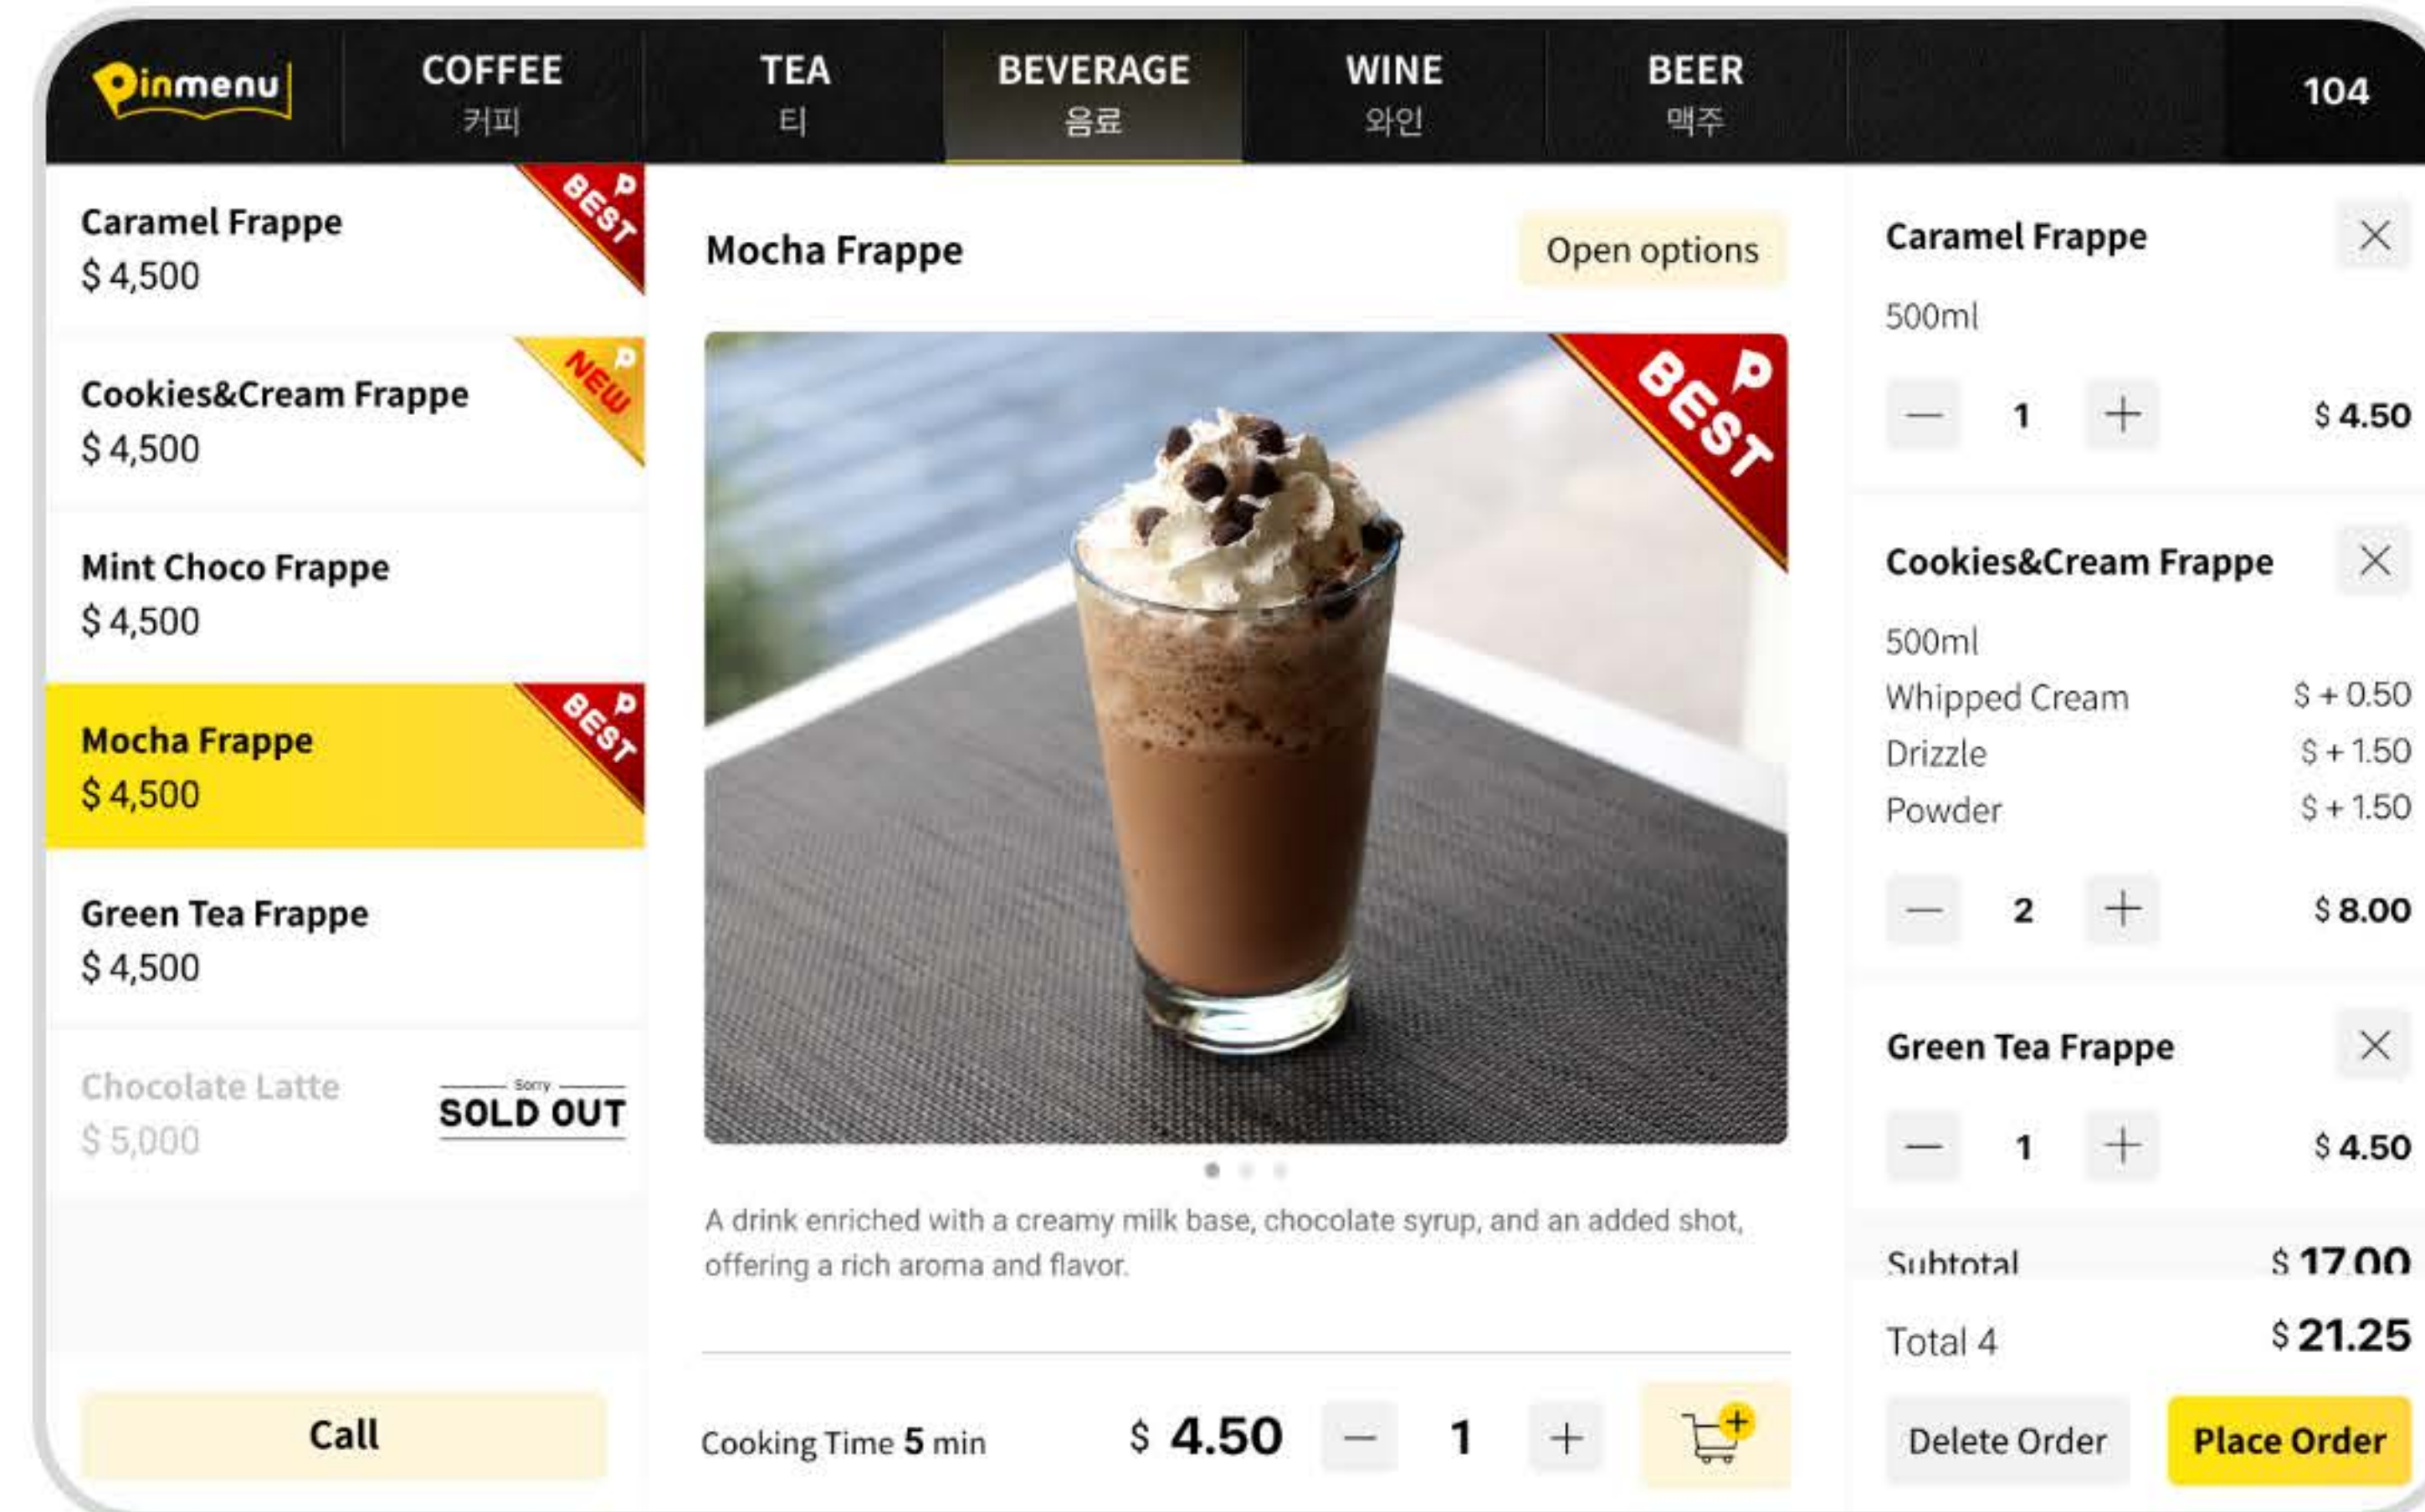 Pinmenu
COFFEE
커피
TEA
티
BEVERAGE
음료
WINE
와인
BEER
맥주
104
Caramel Frappe
$ 4,500
P
BEST
Cookies&Cream Frappe
$ 4,500
P
NEW
Mint Choco Frappe
$ 4,500
Mocha Frappe
$ 4,500
P
BEST
Green Tea Frappe
$ 4,500
Chocolate Latte
$ 5,000
Sorry
SOLD OUT
Call
Mocha Frappe
Open options
P
BEST
A drink enriched with a creamy milk base, chocolate syrup, and an added shot,
offering a rich aroma and flavor.
Cooking Time 5 min
$ 4.50
— 1 +
+
Caramel Frappe
×
500ml
— 1 + $ 4.50
Cookies&Cream Frappe
×
500ml
Whipped Cream $ + 0.50
Drizzle $ + 1.50
Powder $ + 1.50
— 2 + $ 8.00
Green Tea Frappe
×
— 1 + $ 4.50
Subtotal $ 17.00
Total 4 $ 21.25
Delete Order
Place Order